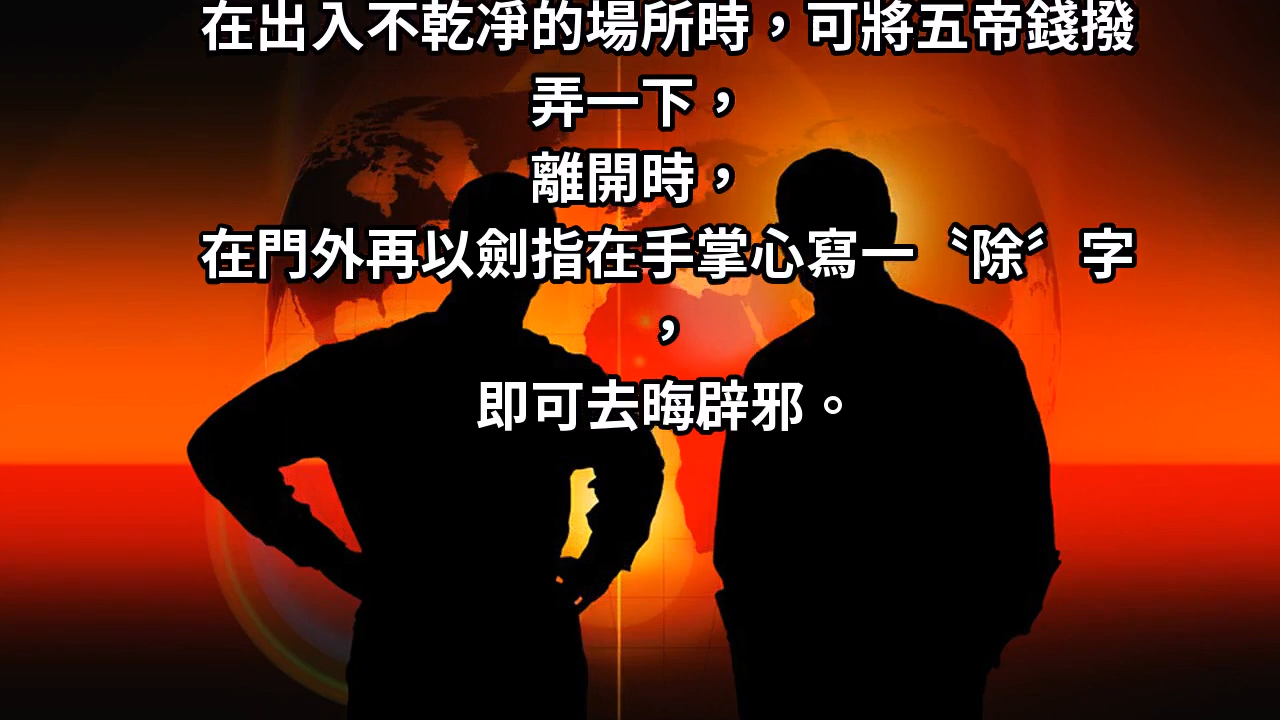 在出入不乾凈的場所時，可將五帝錢撥
弄一下，
離開時，
在門外再以劍指在手掌心寫一〝除〞字
，
即可去晦辟邪。